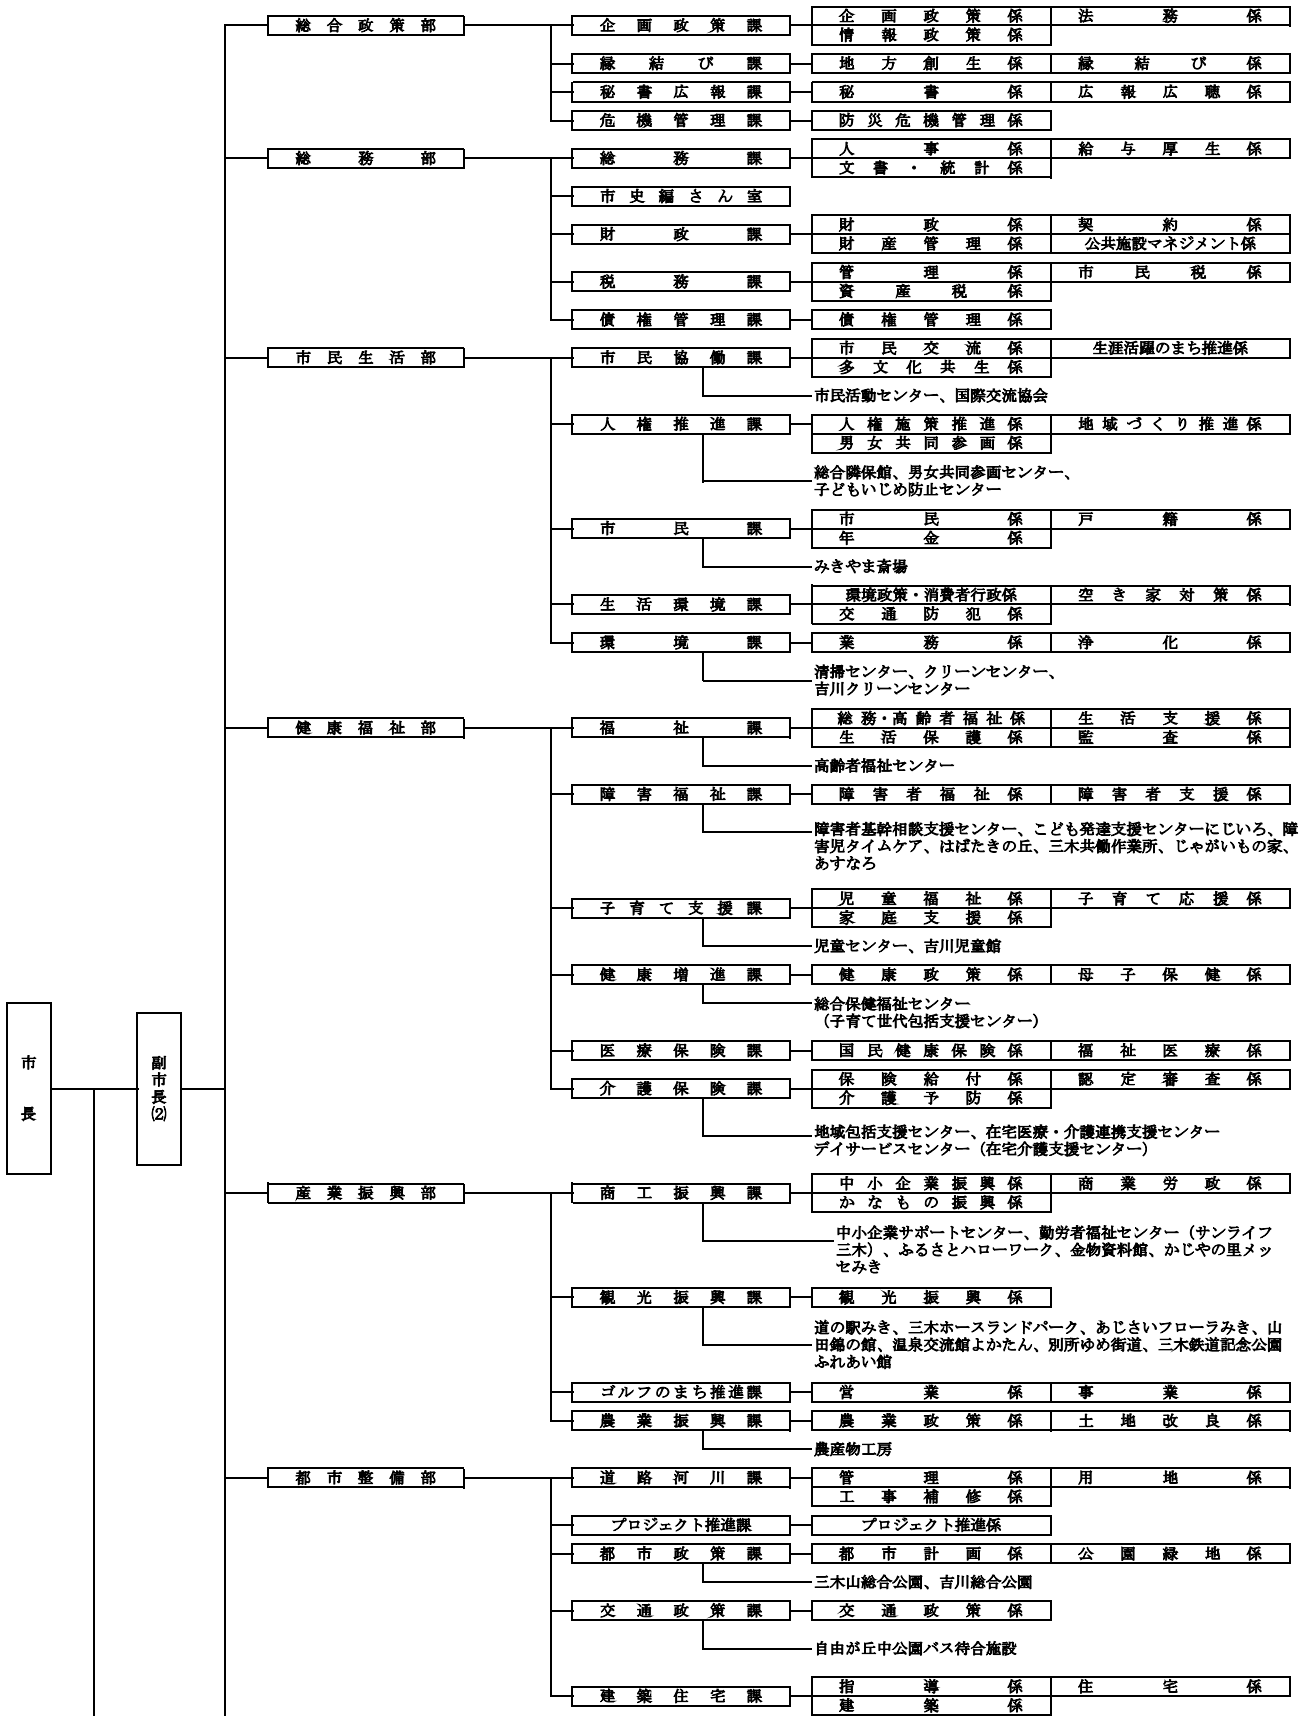 総合政策部 企画政策課 企画政策係 法務係
情報政策係
縁結び課 地方創生係 縁結び係
秘書広報課 秘書係 広報広聴係
危機管理課 防災危機管理係
総務部 総務課 人事係 給与厚生係
文書・統計係
市史編さん室
財政課 財政係 契約係
財産管理係 公共施設マネジメント係
税務課 管理係 市民税係
資産税係
債権管理課 債権管理係
市民生活部 市民協働課 市民交流係 生涯活躍のまち推進係
多文化共生係
市民活動センター、国際交流協会
人権推進課 人権施策推進係 地域づくり推進係
男女共同参画係
総合隣保館、男女共同参画センター、
子どもいじめ防止センター
市民課 市民係 戸籍係
年金係
みきやま斎場
生活環境課 環境政策・消費者行政係 空き家対策係
交通防犯係
環境課 業務係 浄化係
清掃センター、クリーンセンター、
吉川クリーンセンター
健康福祉部 福祉課 総務・高齢者福祉係 生活支援係
生活保護係 監査係
高齢者福祉センター
障害福祉課 障害者福祉係 障害者支援係
障害者基幹相談支援センター、こども発達支援センターにじいろ、障
害児タイムケア、はばたきの丘、三木共働作業所、じゃがいもの家、
あすなろ
子育て支援課 児童福祉係 子育て応援係
家庭支援係
児童センター、吉川児童館
健康増進課 健康政策係 母子保健係
総合保健福祉センター
（子育て世代包括支援センター）
医療保険課 国民健康保険係 福祉医療係
市長 副市長(2)
介護保険課 保険給付係 認定審査係
介護予防係
地域包括支援センター、在宅医療・介護連携支援センター
デイサービスセンター（在宅介護支援センター）
産業振興部 商工振興課 中小企業振興係 商業労政係
かなもの振興係
中小企業サポートセンター、勤労者福祉センター（サンライフ
三木）、ふるさとハローワーク、金物資料館、かじやの里メッ
セみき
観光振興課 観光振興係
道の駅みき、三木ホースランドパーク、あじさいフローラみき、山
田錦の館、温泉交流館よかたん、別所ゆめ街道、三木鉄道記念公園
ふれあい館
ゴルフのまち推進課 営業係 事業係
農業振興課 農業政策係 土地改良係
農産物工房
都市整備部 道路河川課 管理係 用地係
工事補修係
プロジェクト推進課 プロジェクト推進係
都市政策課 都市計画係 公園緑地係
三木山総合公園、吉川総合公園
交通政策課 交通政策係
自由が丘中公園バス待合施設
建築住宅課 指導係 住宅係
建築係